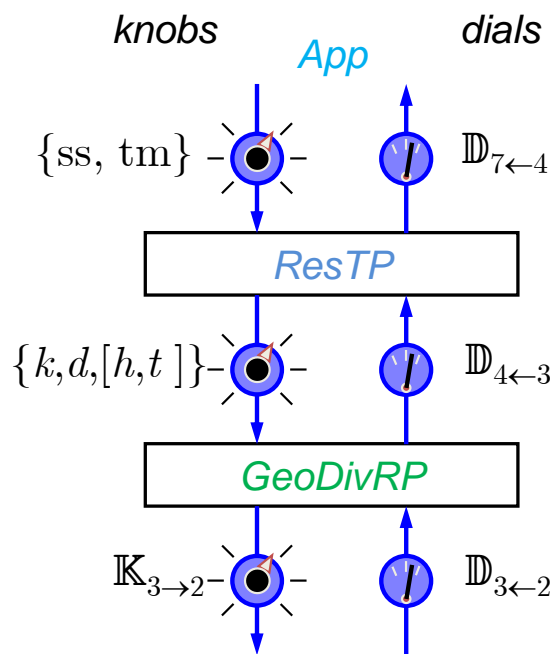 knobs dials
App
{ss, tm} 𝔻7←4
ResTP
{k,d,[h,t ]} 𝔻4←3
GeoDivRP
𝕂3→2 𝔻3←2